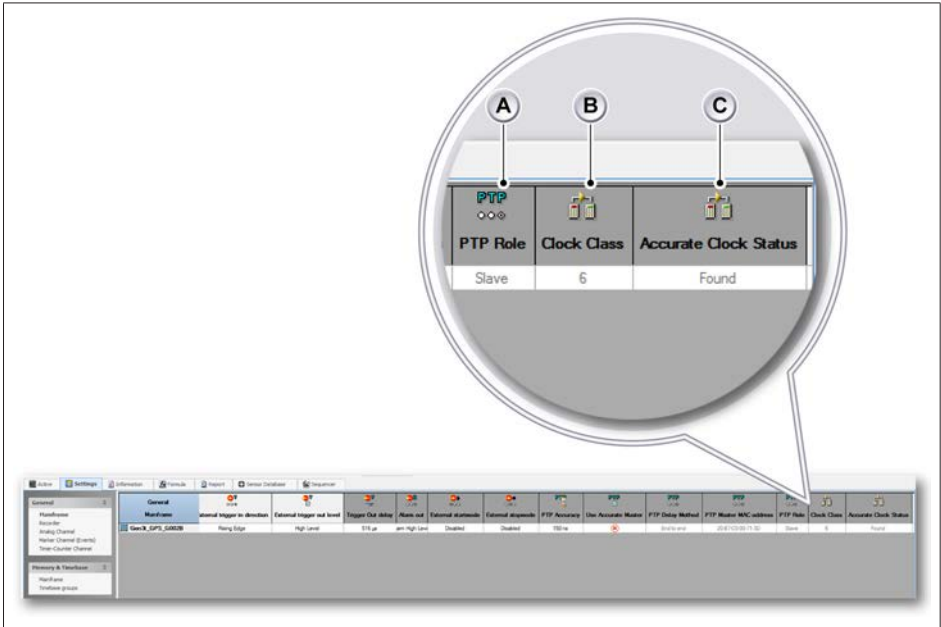 A B C
PTP
PTP Role Clock Class Accurate Clock Status
Slave 6 Found
Active Settings Information Formula Report Sensor Database Sequencer
General
Mainframe
Recorder
Analog Channel
Marker Channel (Events)
Timer-Counter Channel
Memory & Timebase
Mainframe
Timebase groups
General
Mainframe External trigger in direction External trigger out level Trigger Out delay Alarm out External startmode External stopmode PTP Accuracy Use Accurate Master PTP Delay Method PTP Master MAC address PTP Role Clock Class Accurate Clock Status
Rising Edge High Level 516 µs Disabled Disabled 150 ns End to end Slave 6 Found